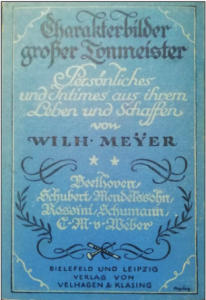 Charakterbilder
großer Tonmeister
Persönliches
und Intimes aus ihrem
Leben und Schaffen
von
WILH. MEYER
Beethoven,
Schubert, Mendelssohn,
Rossini, Schumann,
C. M. v. Weber
BIELEFELD UND LEIPZIG
VERLAG VON
VELHAGEN & KLASING